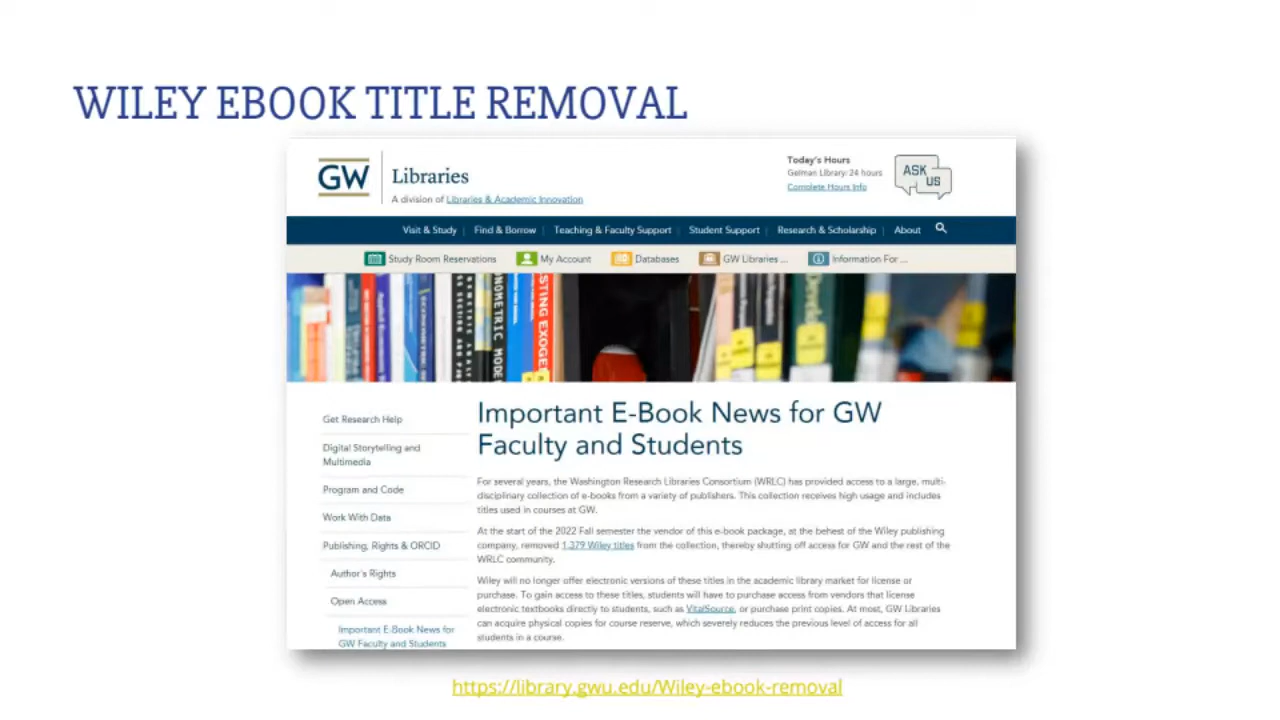 WILEY EBOOK TITLE REMOVAL
GW
Libraries
A division of Libraries & Academic Innovation
Today's Hours
Gelman Library: 24 hours
Complete Hours Info
ASK
US
Visit & Study
Find & Borrow
Teaching & Faculty Support
Student Support
Research & Scholarship
About
Study Room Reservations
My Account
Databases
GW Libraries ...
Information For ...
STING EXOGE
NOMETRIC MODE
Get Research Help
Digital Storytelling and
Multimedia
Program and Code
Work With Data
Publishing, Rights & ORCID
Author's Rights
Open Access
Important E-Book News for
GW Faculty and Students
Important E-Book News for GW
Faculty and Students
For several years, the Washington Research Libraries Consortium (WRLC) has provided access to a large, multi-
disciplinary collection of e-books from a variety of publishers. This collection receives high usage and includes
titles used in courses at GW.
At the start of the 2022 Fall semester the vendor of this e-book package, at the behest of the Wiley publishing
company, removed 1,379 Wiley titles from the collection, thereby shutting off access for GW and the rest of the
WRLC community.
Wiley will no longer offer electronic versions of these titles in the academic library market for license or
purchase. To gain access to these titles, students will have to purchase access from vendors that license
electronic textbooks directly to students, such as VitalSource, or purchase print copies. At most, GW Libraries
can acquire physical copies for course reserve, which severely reduces the previous level of access for all
students in a course.
https://library.gwu.edu/Wiley-ebook-removal